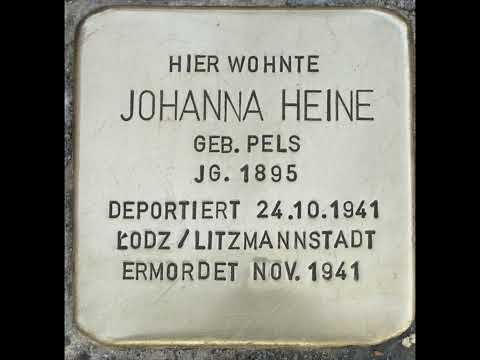 HIER WOHNTE
JOHANNA HEINE
GEB. PELS
JG. 1895
DEPORTIERT 24.10.1941
ŁODZ/LITZMANNSTADT
ERMORDET NOV. 1941